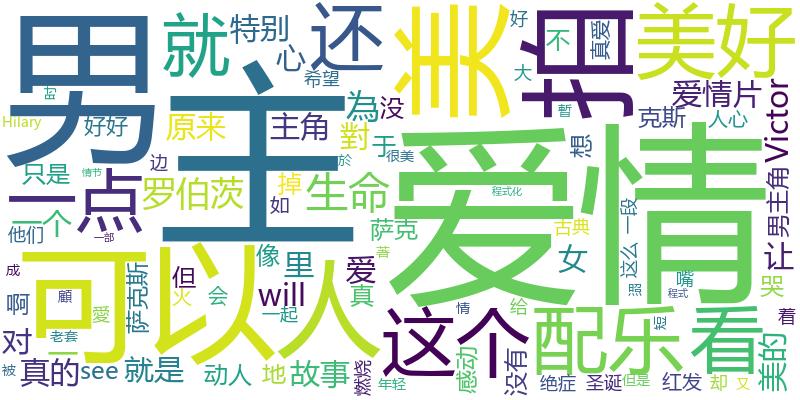 男主
就
特别
心
还
希望
美
好
不
真爱
大
拍
美好
爱情片
Hilary
好好
原来
主角
為
没
對
于
很美
暫
想
克斯
人心
Victor
只是
边
情节
罗伯茨
掉
生命
於
爱情
程式化
古典
男主角
一点
一个
如
萨克
女
这么
一段
让
他们
一部
可以
人
像
里
爱
真
菩
照
程式
嘴
哭
成
顧
愛
萨克斯
但
火
会
will
一起
这个
情
给
配乐
短
看
着
啊
对
老套
被
真的
see
就是
动人
地
故事
燃烧
年轻
感动
没有
绝症
圣诞
但是
红发
却
又
美的